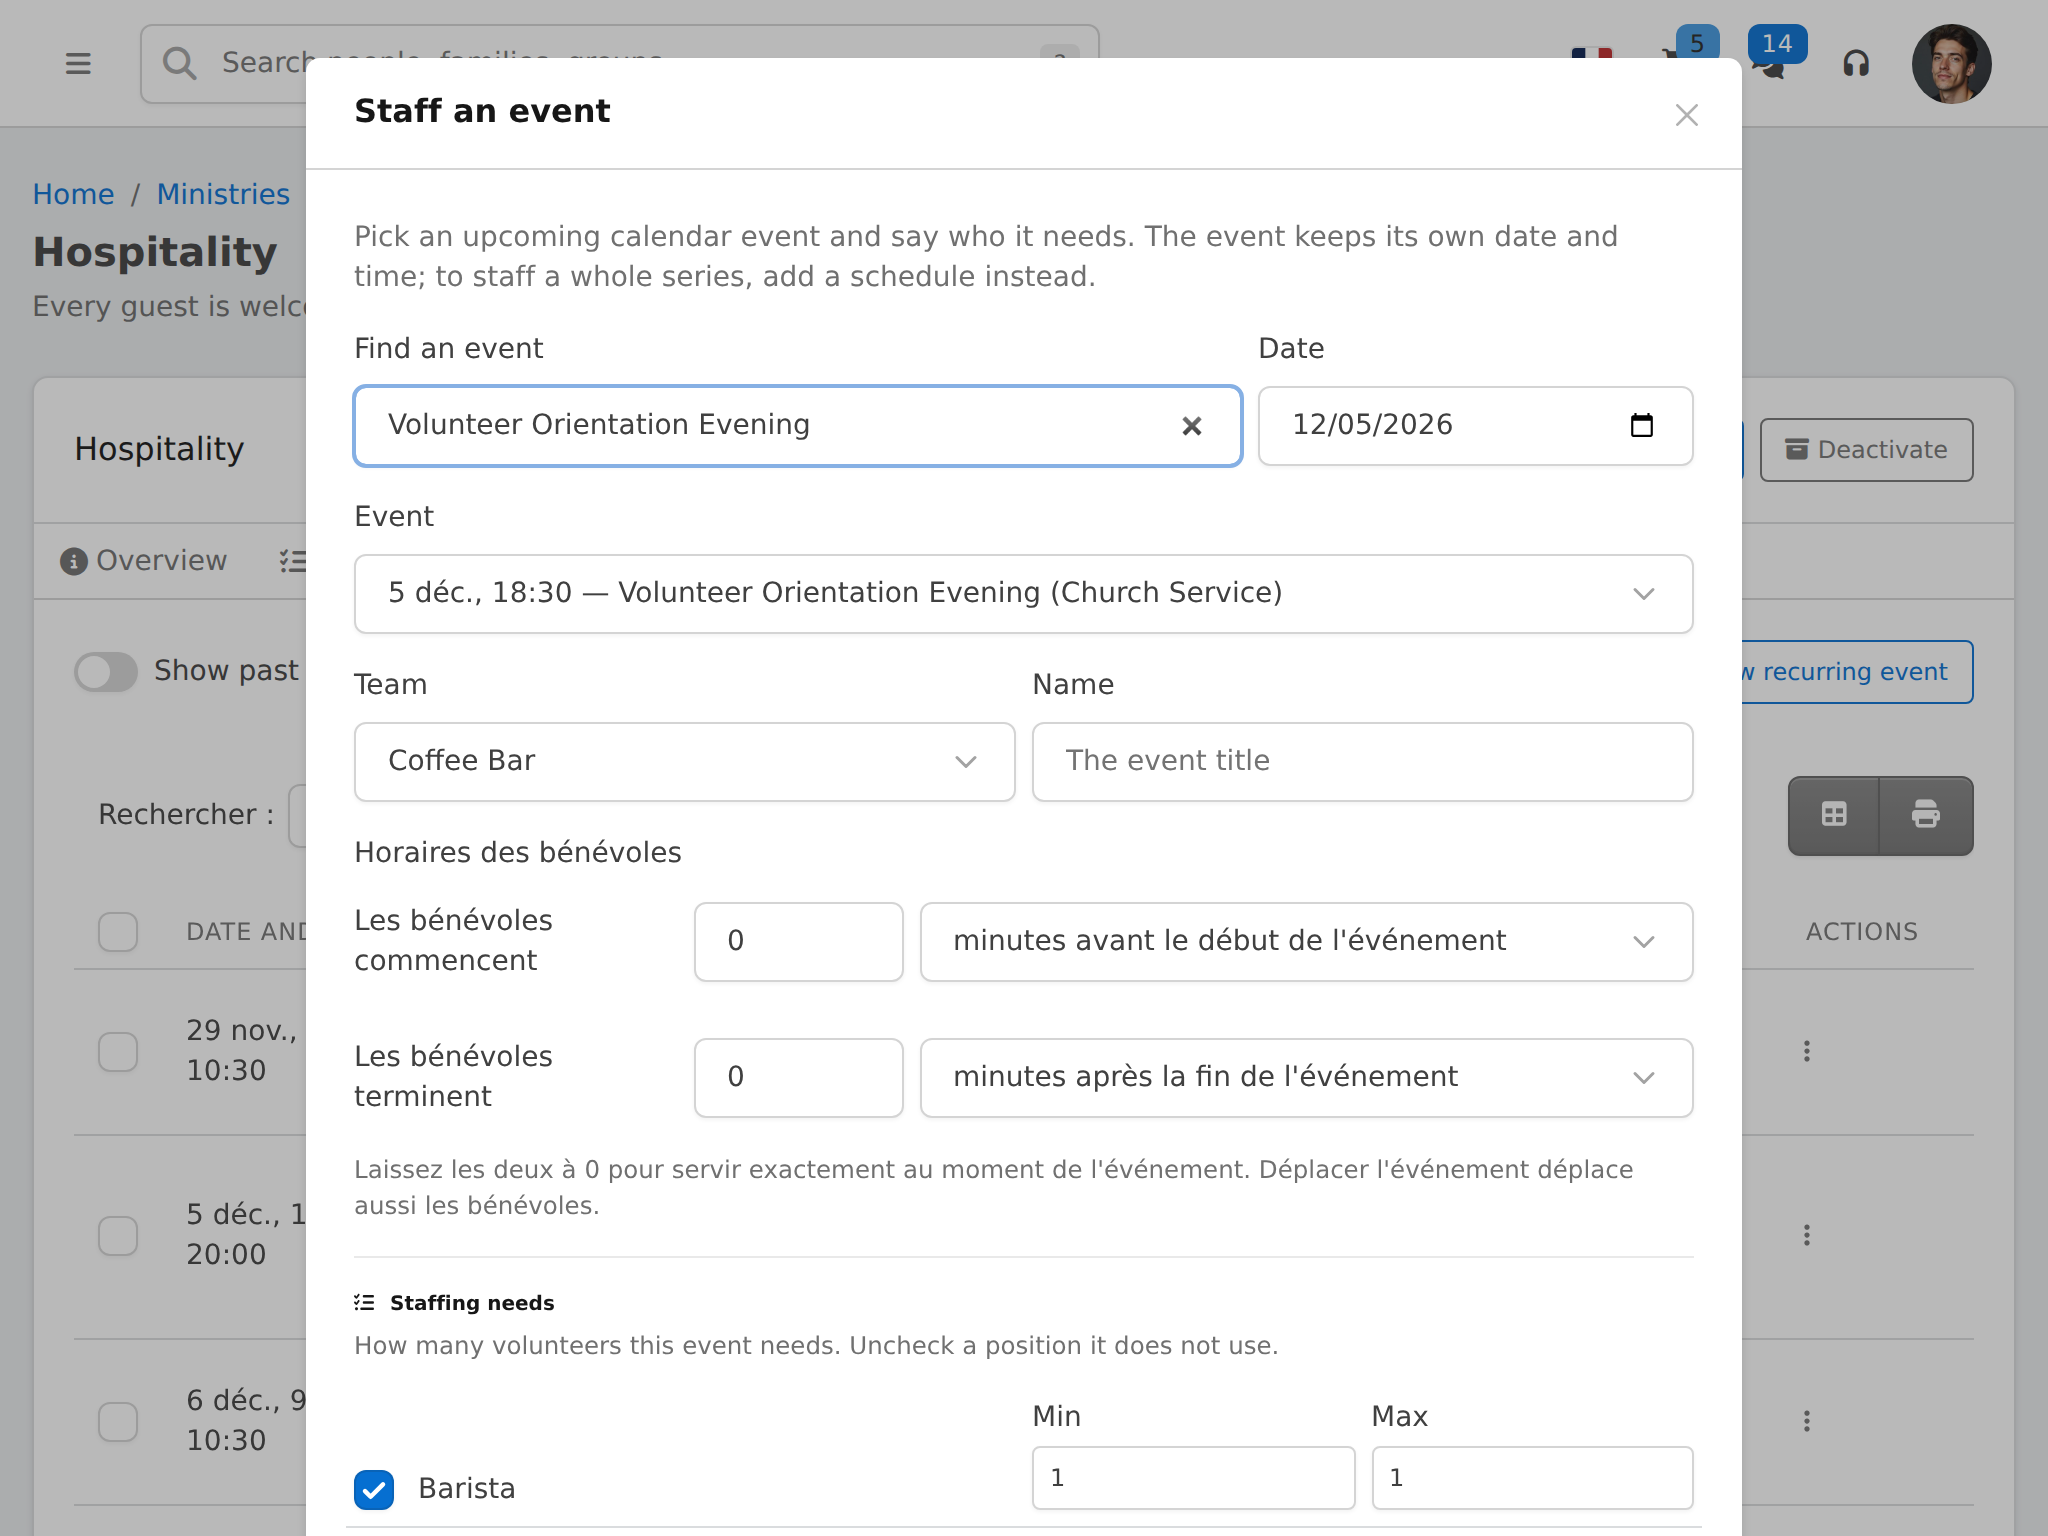 Search people, families, groups
?
5
14
Staff an event
Home / Ministries
Hospitality
Every guest is welc
Pick an upcoming calendar event and say who it needs. The event keeps its own date and
time; to staff a whole series, add a schedule instead.
Find an event
Date
Volunteer Orientation Evening
12/05/2026
Hospitality
Deactivate
Event
Overview
5 déc., 18:30 — Volunteer Orientation Evening (Church Service)
Show past
w recurring event
Team
Name
Coffee Bar
The event title
Rechercher :
Horaires des bénévoles
DATE AND
ACTIONS
Les bénévoles
commencent
0
minutes avant le début de l'événement
29 nov.,
10:30
Les bénévoles
terminent
0
minutes après la fin de l'événement
Laissez les deux à 0 pour servir exactement au moment de l'événement. Déplacer l'événement déplace
aussi les bénévoles.
5 déc., 1
20:00
Staffing needs
How many volunteers this event needs. Uncheck a position it does not use.
6 déc., 9
10:30
Min
Max
Barista
1
1